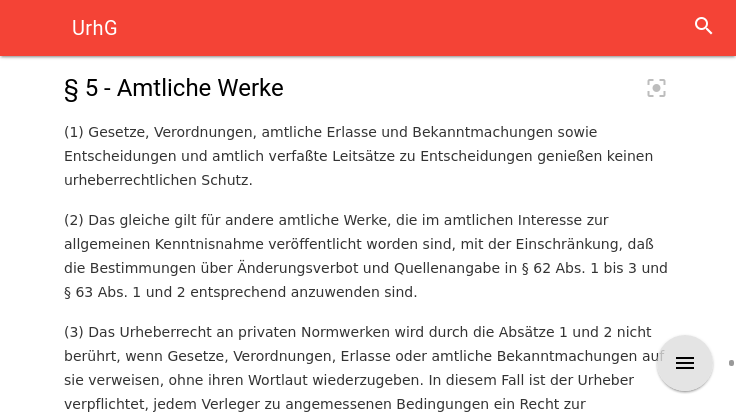 UrhG
§ 5 - Amtliche Werke
(1) Gesetze, Verordnungen, amtliche Erlasse und Bekanntmachungen sowie
Entscheidungen und amtlich verfaßte Leitsätze zu Entscheidungen genießen keinen
urheberrechtlichen Schutz.
(2) Das gleiche gilt für andere amtliche Werke, die im amtlichen Interesse zur
allgemeinen Kenntnisnahme veröffentlicht worden sind, mit der Einschränkung, daß
die Bestimmungen über Änderungsverbot und Quellenangabe in § 62 Abs. 1 bis 3 und
§ 63 Abs. 1 und 2 entsprechend anzuwenden sind.
(3) Das Urheberrecht an privaten Normwerken wird durch die Absätze 1 und 2 nicht
berührt, wenn Gesetze, Verordnungen, Erlasse oder amtliche Bekanntmachungen auf
sie verweisen, ohne ihren Wortlaut wiederzugeben. In diesem Fall ist der Urheber
verpflichtet, jedem Verleger zu angemessenen Bedingungen ein Recht zur